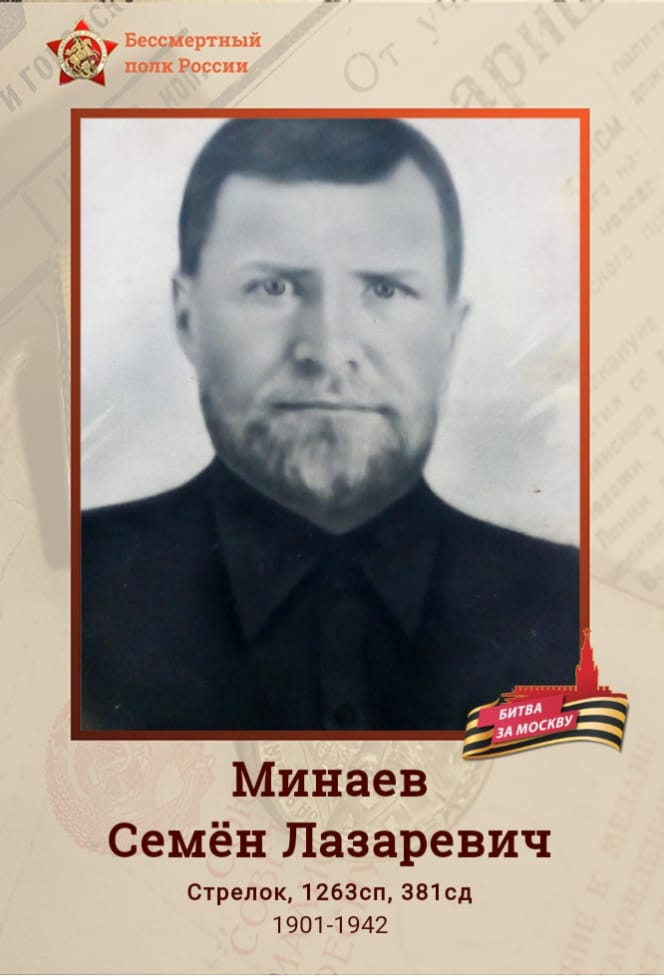 Бессмертный
полк России
БИТВА
ЗА МОСКВУ
Минаев
Семён Лазаревич
Стрелок, 1263сп, 381сд
1901-1942